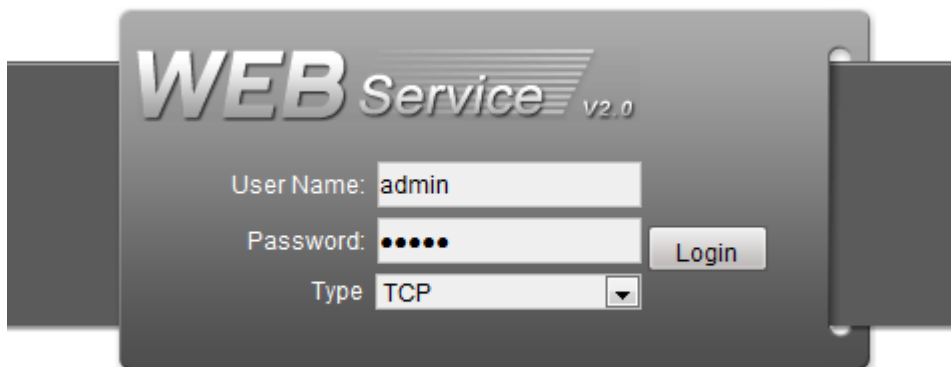 WEB Service V2.0
User Name: admin
Password: •••••
Login
Type TCP